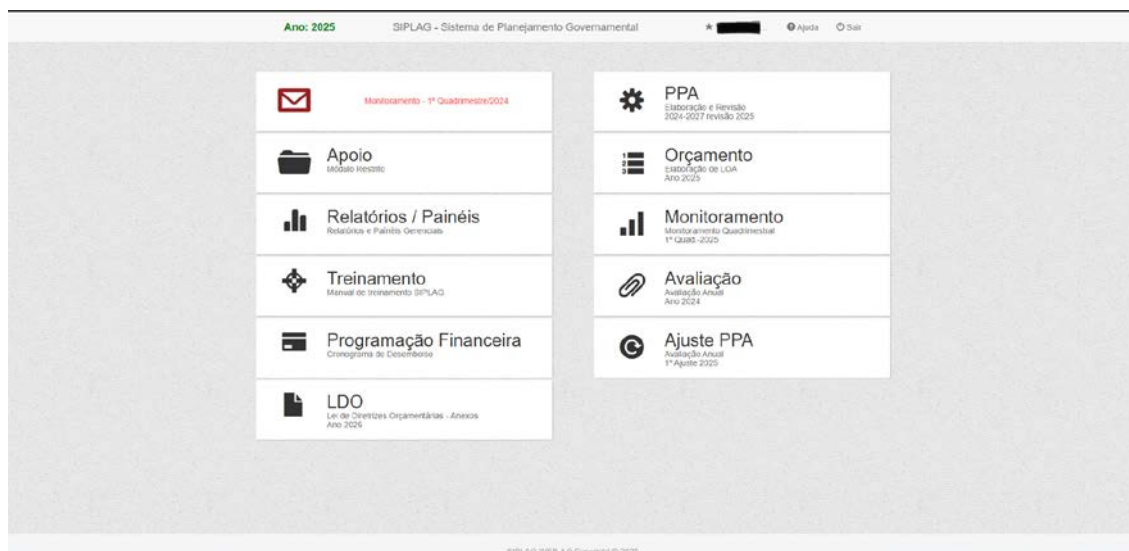 Ano: 2025
SIPLAG - Sistema de Planejamento Governamental
Ajuda
Sair
Monitoramento - 1º Quadrimestre/2024
Apoio
Módulo Restrito
Relatórios / Painéis
Relatórios e Painéis Gerenciais
Treinamento
Manual de treinamento SIPLAG
Programação Financeira
Cronograma de Desembolso
LDO
Lei de Diretrizes Orçamentárias - Anexos
Ano 2026
PPA
Elaboração e Revisão
2024-2027 revisão 2025
Orçamento
Elaboração de LOA
Ano 2025
Monitoramento
Monitoramento Quadrimestral
1º Quad.-2025
Avaliação
Avaliação Anual
Ano 2024
Ajuste PPA
Avaliação Anual
1º Ajuste 2025